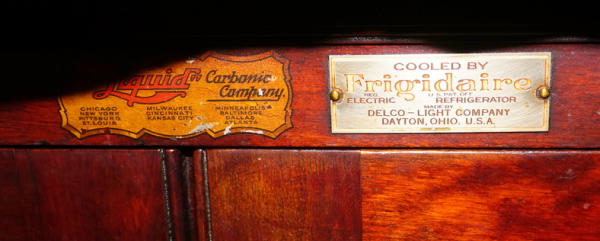 Liquid Carbonic
Company.
CHICAGO MILWAUKEE MINNEAPOLIS
NEW YORK CINCINNATI BALTIMORE
PITTSBURG KANSAS CITY DALLAS
ST. LOUIS ATLANTA
COOLED BY
Frigidaire
REG. U.S. PAT. OFF.
ELECTRIC REFRIGERATOR
MADE BY
DELCO-LIGHT COMPANY
DAYTON, OHIO. U.S.A.